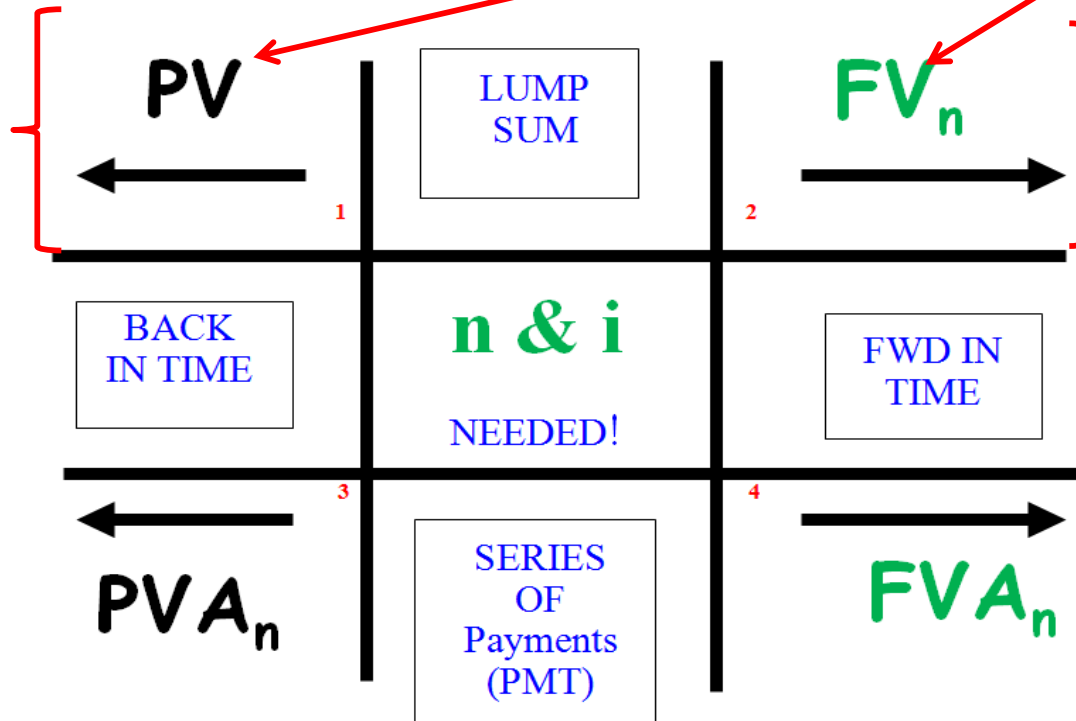 PV
LUMP
SUM
FVn
1
2
BACK
IN TIME
n & i
NEEDED!
FWD IN
TIME
3
4
PVAn
SERIES
OF
Payments
(PMT)
FVAn